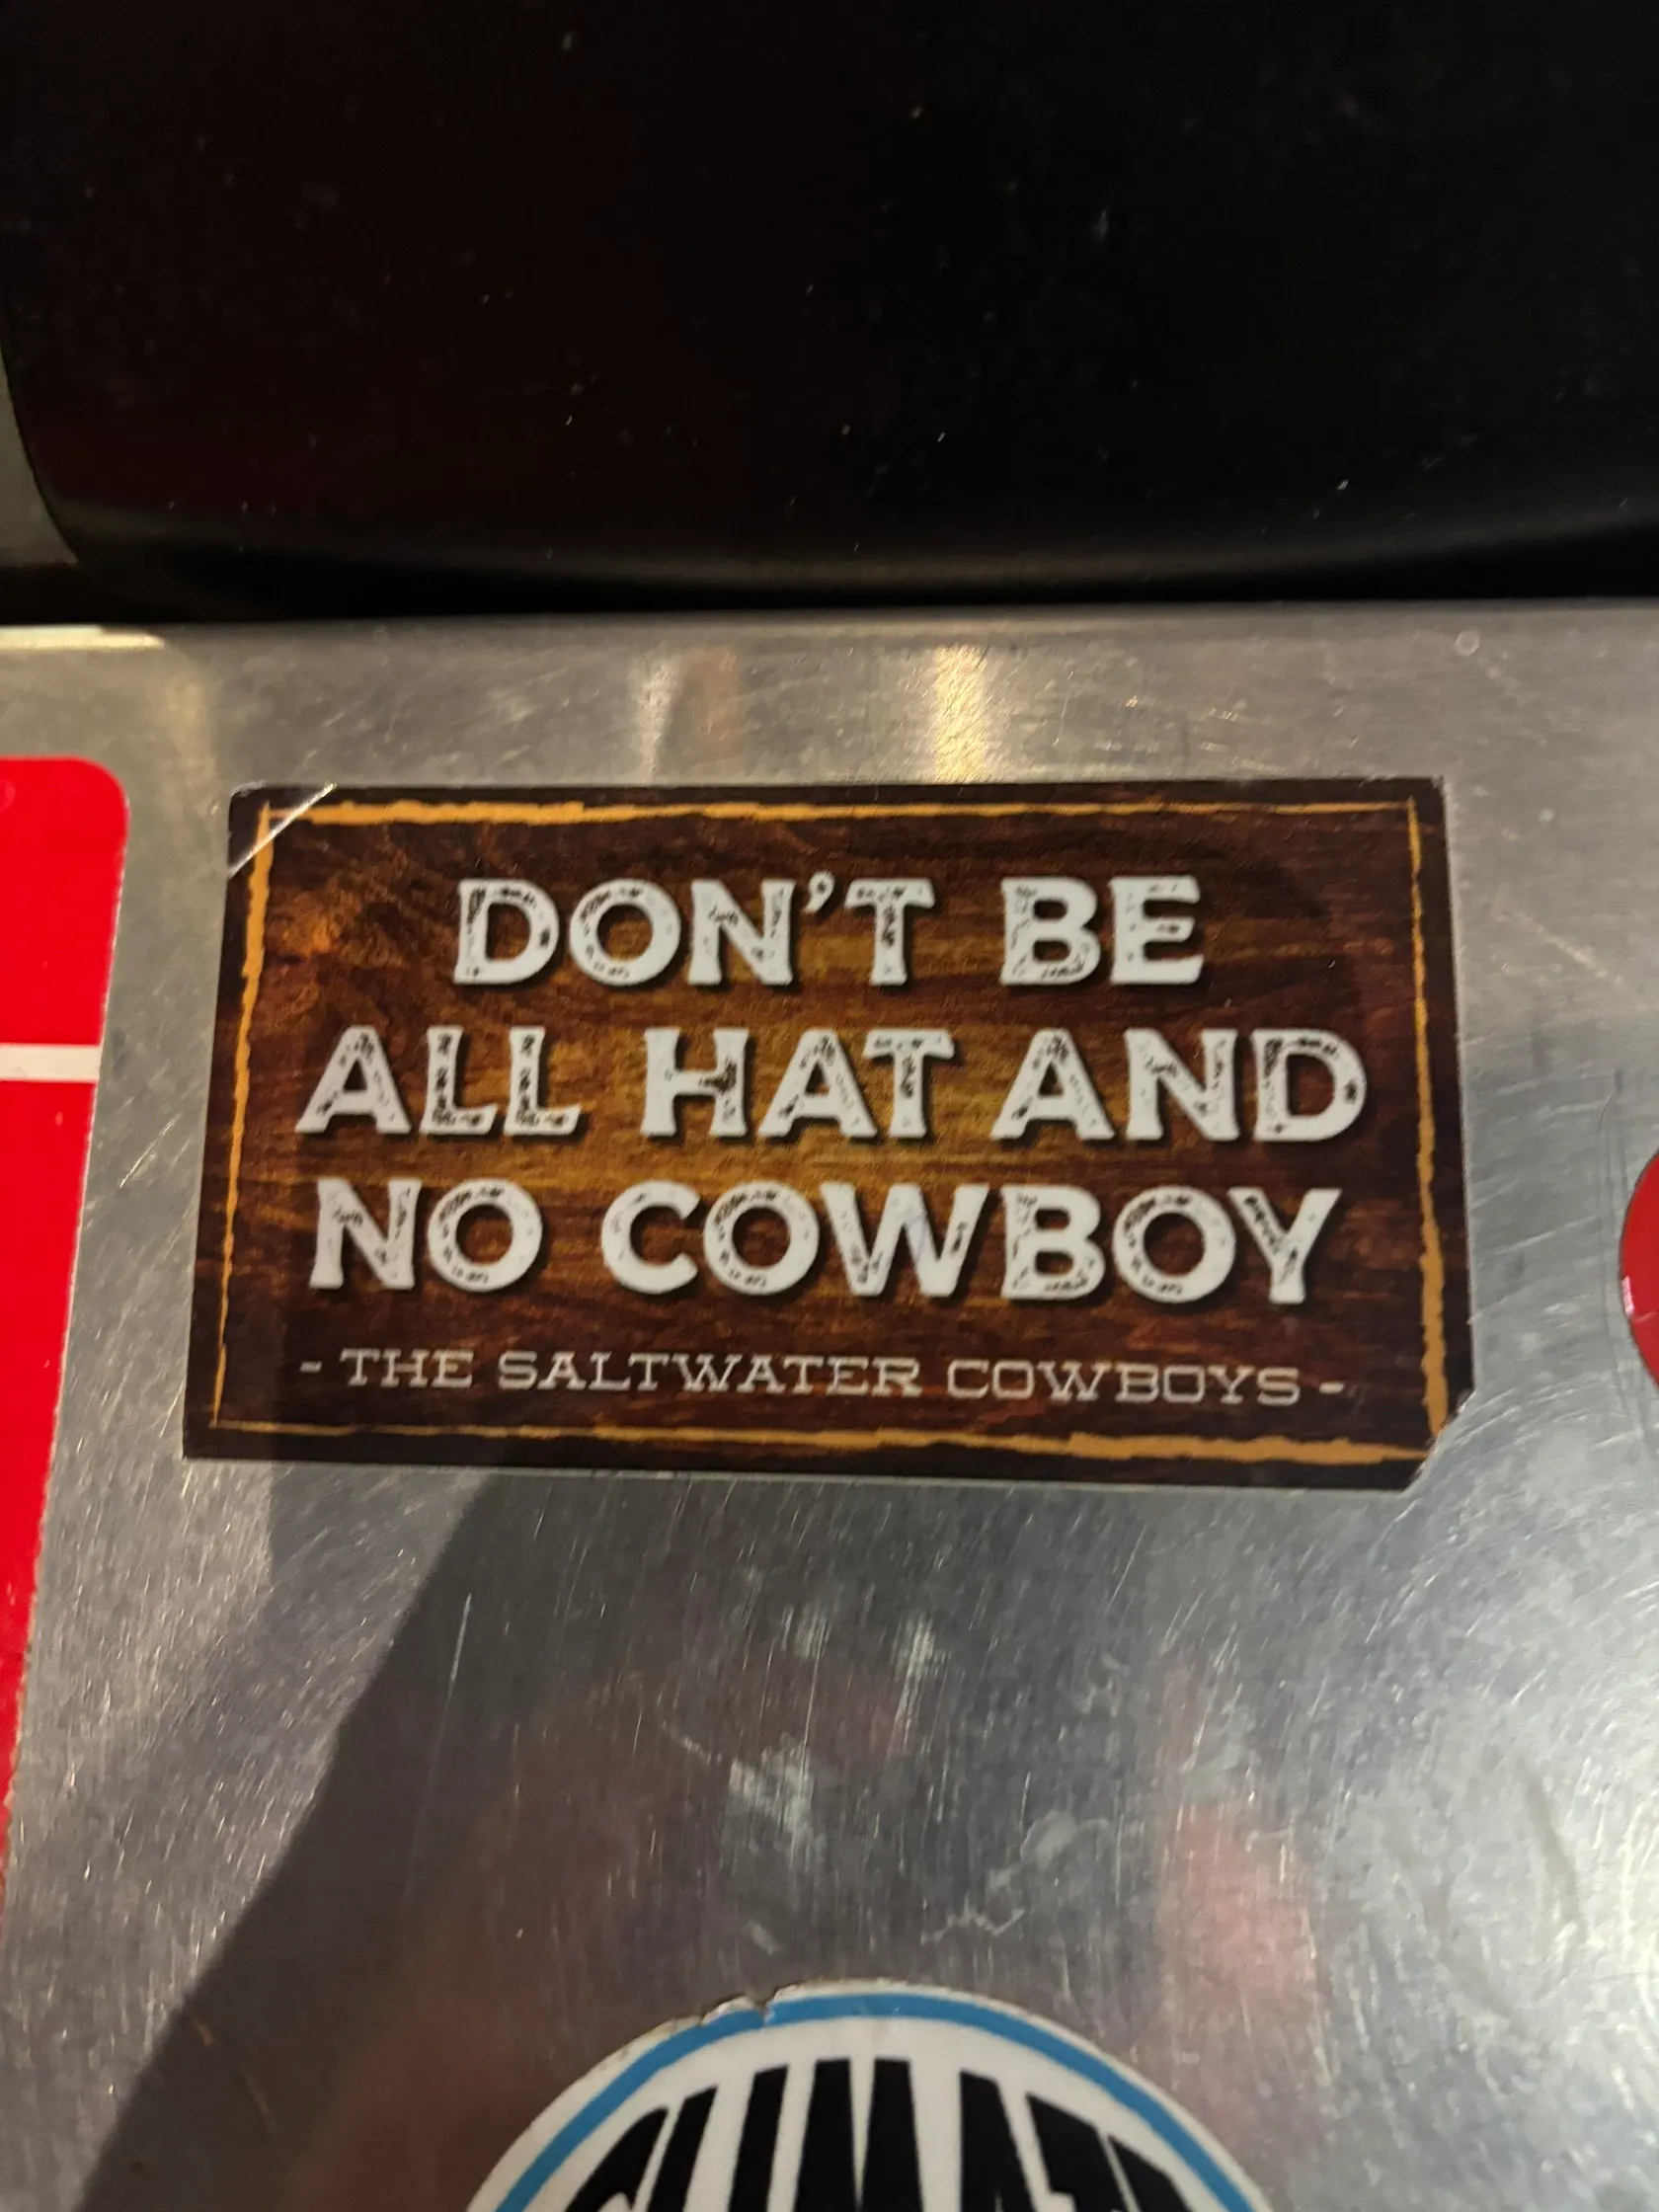 DON'T BE
ALL HAT AND
NO COWBOY
- THE SALTWATER COWBOYS -